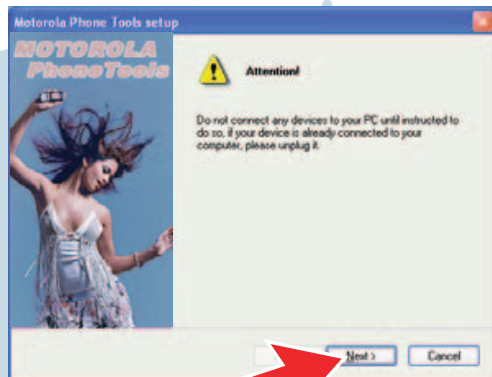 Motorola Phone Tools setup
MOTOROLA
PhoneTools
Attention!
Do not connect any devices to your PC until instructed to
do so, if your device is already connected to your
computer, please unplug it.
Next >
Cancel